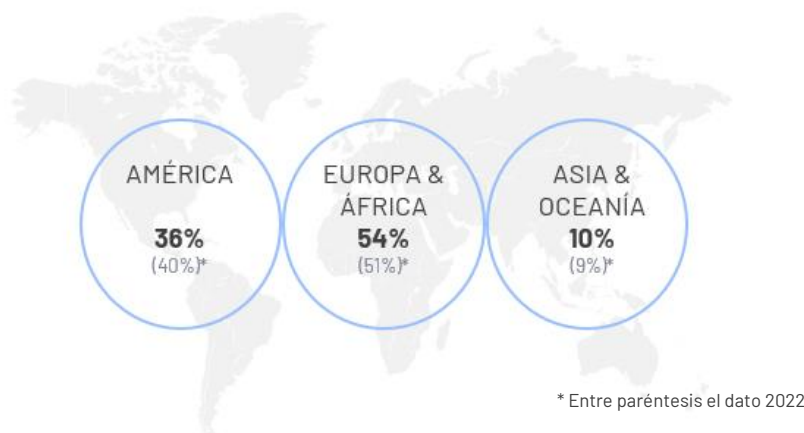 AMÉRICA
36%
(40%)*
EUROPA &
ÁFRICA
54%
(51%)*
ASIA &
OCEANÍA
10%
(9%)*
* Entre paréntesis el dato 2022